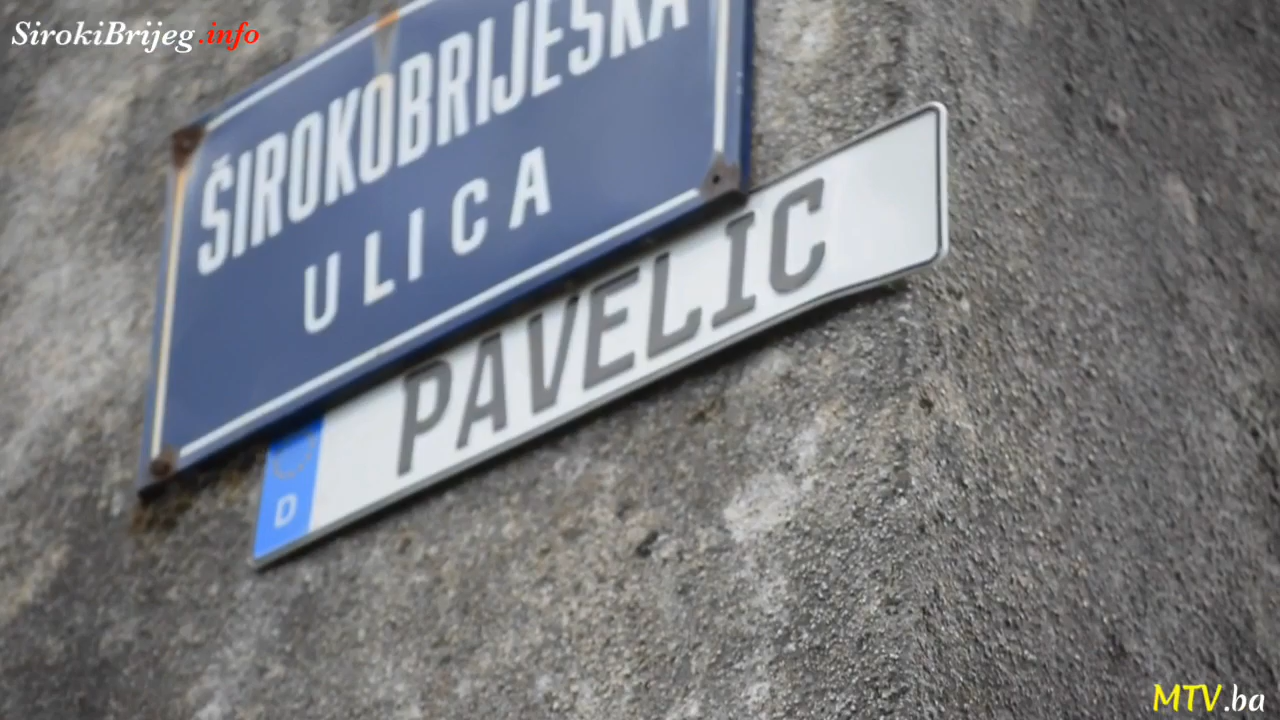 SirokiBrijeg.info
ŠIROKOBRIJEŠKA
ULICA
PAVELIC
D
MTV.ba